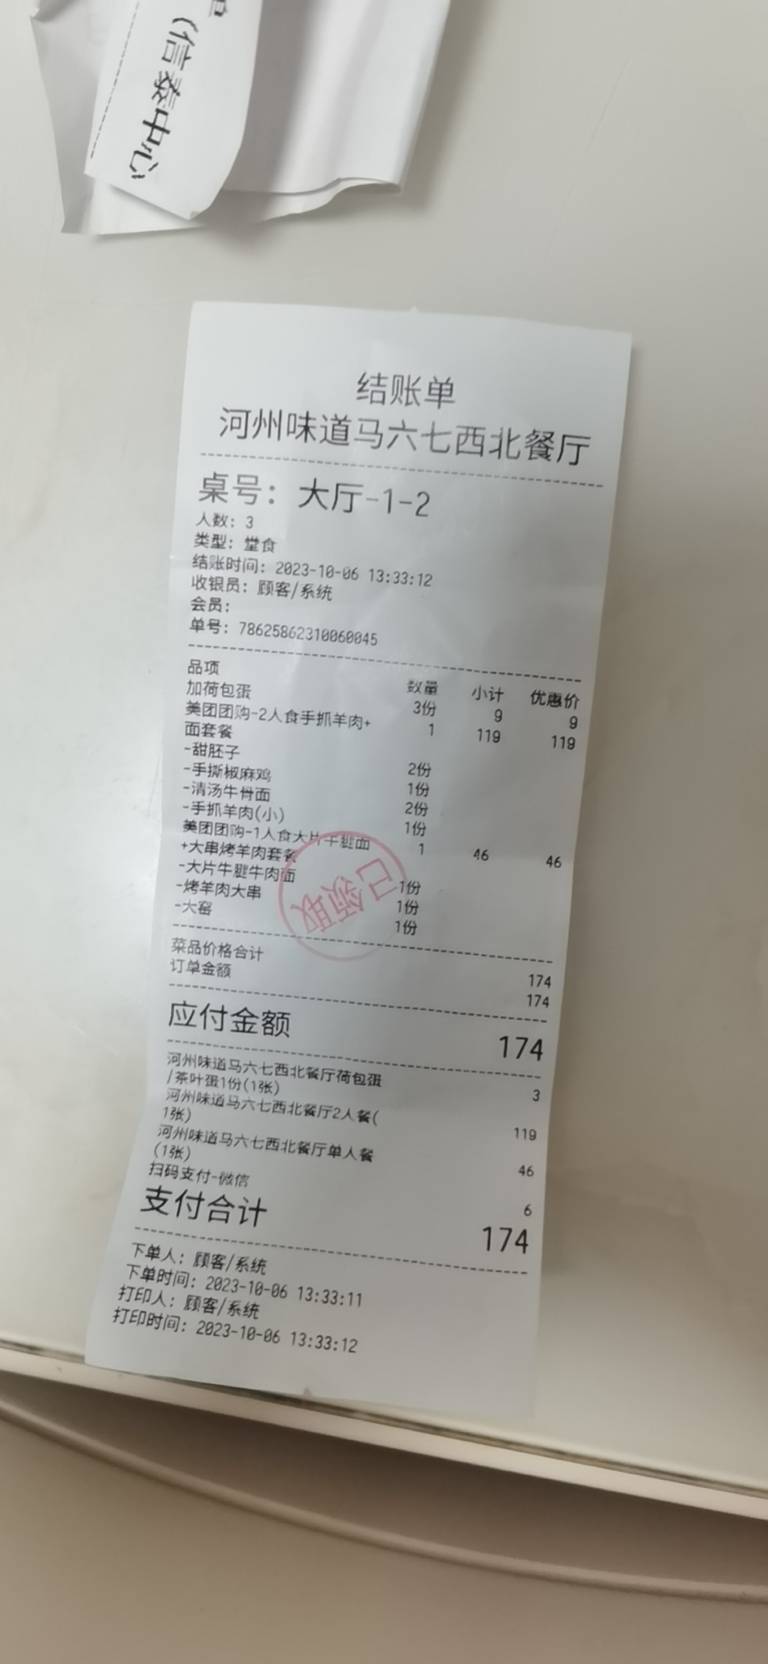 (信泰中心
结账单
河州味道马六七西北餐厅
桌号：大厅-1-2
人数：3
类型：堂食
结账时间：2023-10-06 13:33:12
收银员：顾客/系统
会员：
单号：78625862310060045
品项 数量 小计 优惠价
加荷包蛋 3份 9 9
美团团购-2人食手抓羊肉+ 1 119 119
面套餐
-甜胚子 2份
-手撕椒麻鸡 1份
-清汤牛骨面 2份
-手抓羊肉(小) 1份
美团团购-1人食大片牛腱面 1 46 46
+大串烤羊肉套餐
-大片牛腱牛肉面 1份
-烤羊肉大串 1份
-大窑 1份
已领取
菜品价格合计 174
订单金额 174
应付金额 174
河州味道马六七西北餐厅荷包蛋 3
/茶叶蛋1份(1张)
河州味道马六七西北餐厅2人餐( 119
1张)
河州味道马六七西北餐厅单人餐 46
(1张)
扫码支付-微信 6
支付合计 174
下单人：顾客/系统
下单时间：2023-10-06 13:33:11
打印人：顾客/系统
打印时间：2023-10-06 13:33:12